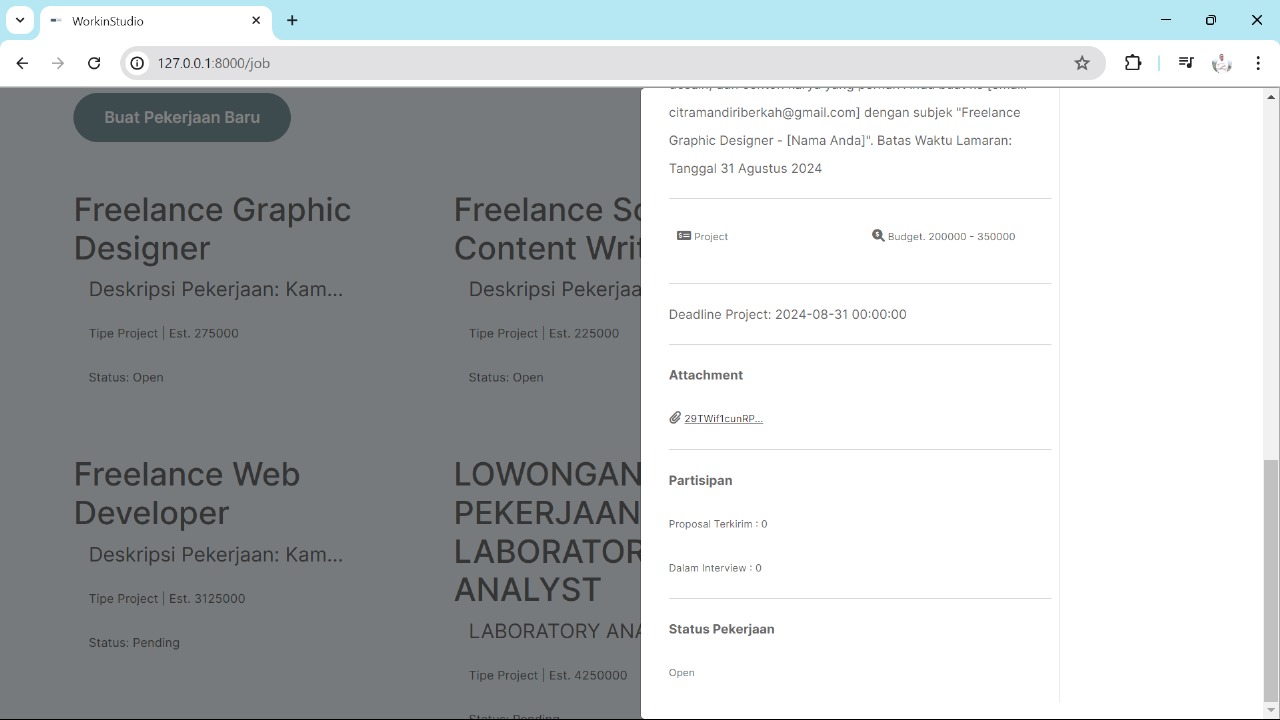 WorkinStudio
127.0.0.1:8000/job
Buat Pekerjaan Baru
Freelance Graphic
Designer
Deskripsi Pekerjaan: Kam...
Tipe Project | Est. 275000
Status: Open
Freelance So
Content Writ
Deskripsi Pekerjaa
Tipe Project | Est. 225000
Status: Open
Freelance Web
Developer
Deskripsi Pekerjaan: Kam...
Tipe Project | Est. 3125000
Status: Pending
LOWONGAN
PEKERJAAN
LABORATOR
ANALYST
LABORATORY ANA
Tipe Project | Est. 4250000
Status: Pending
citramandiriberkah@gmail.com] dengan subjek "Freelance
Graphic Designer - [Nama Anda]". Batas Waktu Lamaran:
Tanggal 31 Agustus 2024
Project
Budget. 200000 - 350000
Deadline Project: 2024-08-31 00:00:00
Attachment
29TWif1cunRP...
Partisipan
Proposal Terkirim : 0
Dalam Interview : 0
Status Pekerjaan
Open